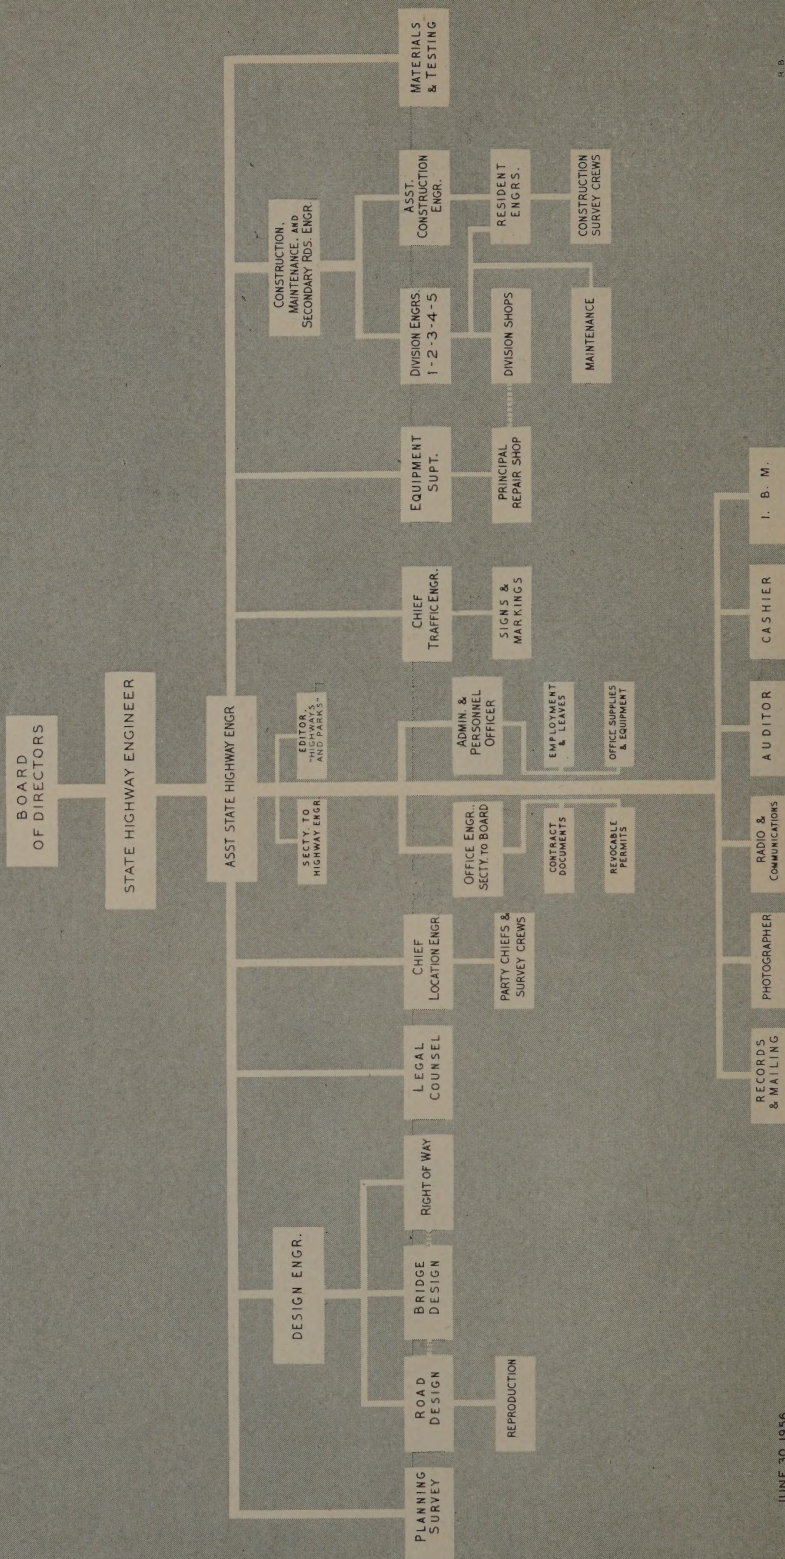 BOARD
OF DIRECTORS
STATE HIGHWAY ENGINEER
ASST STATE HIGHWAY ENGR
SECTY. TO
HIGHWAY ENGR.
EDITOR,
"HIGHWAYS
AND PARKS"
DESIGN ENGR.
CONSTRUCTION,
MAINTENANCE, AND
SECONDARY RDS. ENGR.
PLANNING
SURVEY
ROAD
DESIGN
BRIDGE
DESIGN
RIGHT OF WAY
LEGAL
COUNSEL
CHIEF
LOCATION ENGR.
OFFICE ENGR.,
SECTY. TO BOARD
ADMIN. &
PERSONNEL
OFFICER
CHIEF
TRAFFIC ENGR.
EQUIPMENT
SUPT.
DIVISION ENGRS.
1-2-3-4-5
ASST.
CONSTRUCTION
ENGR.
MATERIALS
& TESTING
REPRODUCTION
PARTY CHIEFS &
SURVEY CREWS
CONTRACT
DOCUMENTS
EMPLOYMENT
& LEAVES
SIGNS &
MARKINGS
PRINCIPAL
REPAIR SHOP
DIVISION SHOPS
RESIDENT
ENGRS.
REVOCABLE
PERMITS
OFFICE SUPPLIES
& EQUIPMENT
MAINTENANCE
CONSTRUCTION
SURVEY CREWS
RECORDS
& MAILING
PHOTOGRAPHER
RADIO &
COMMUNICATIONS
AUDITOR
CASHIER
I. B. M.
JUNE 30 1956
R. B.